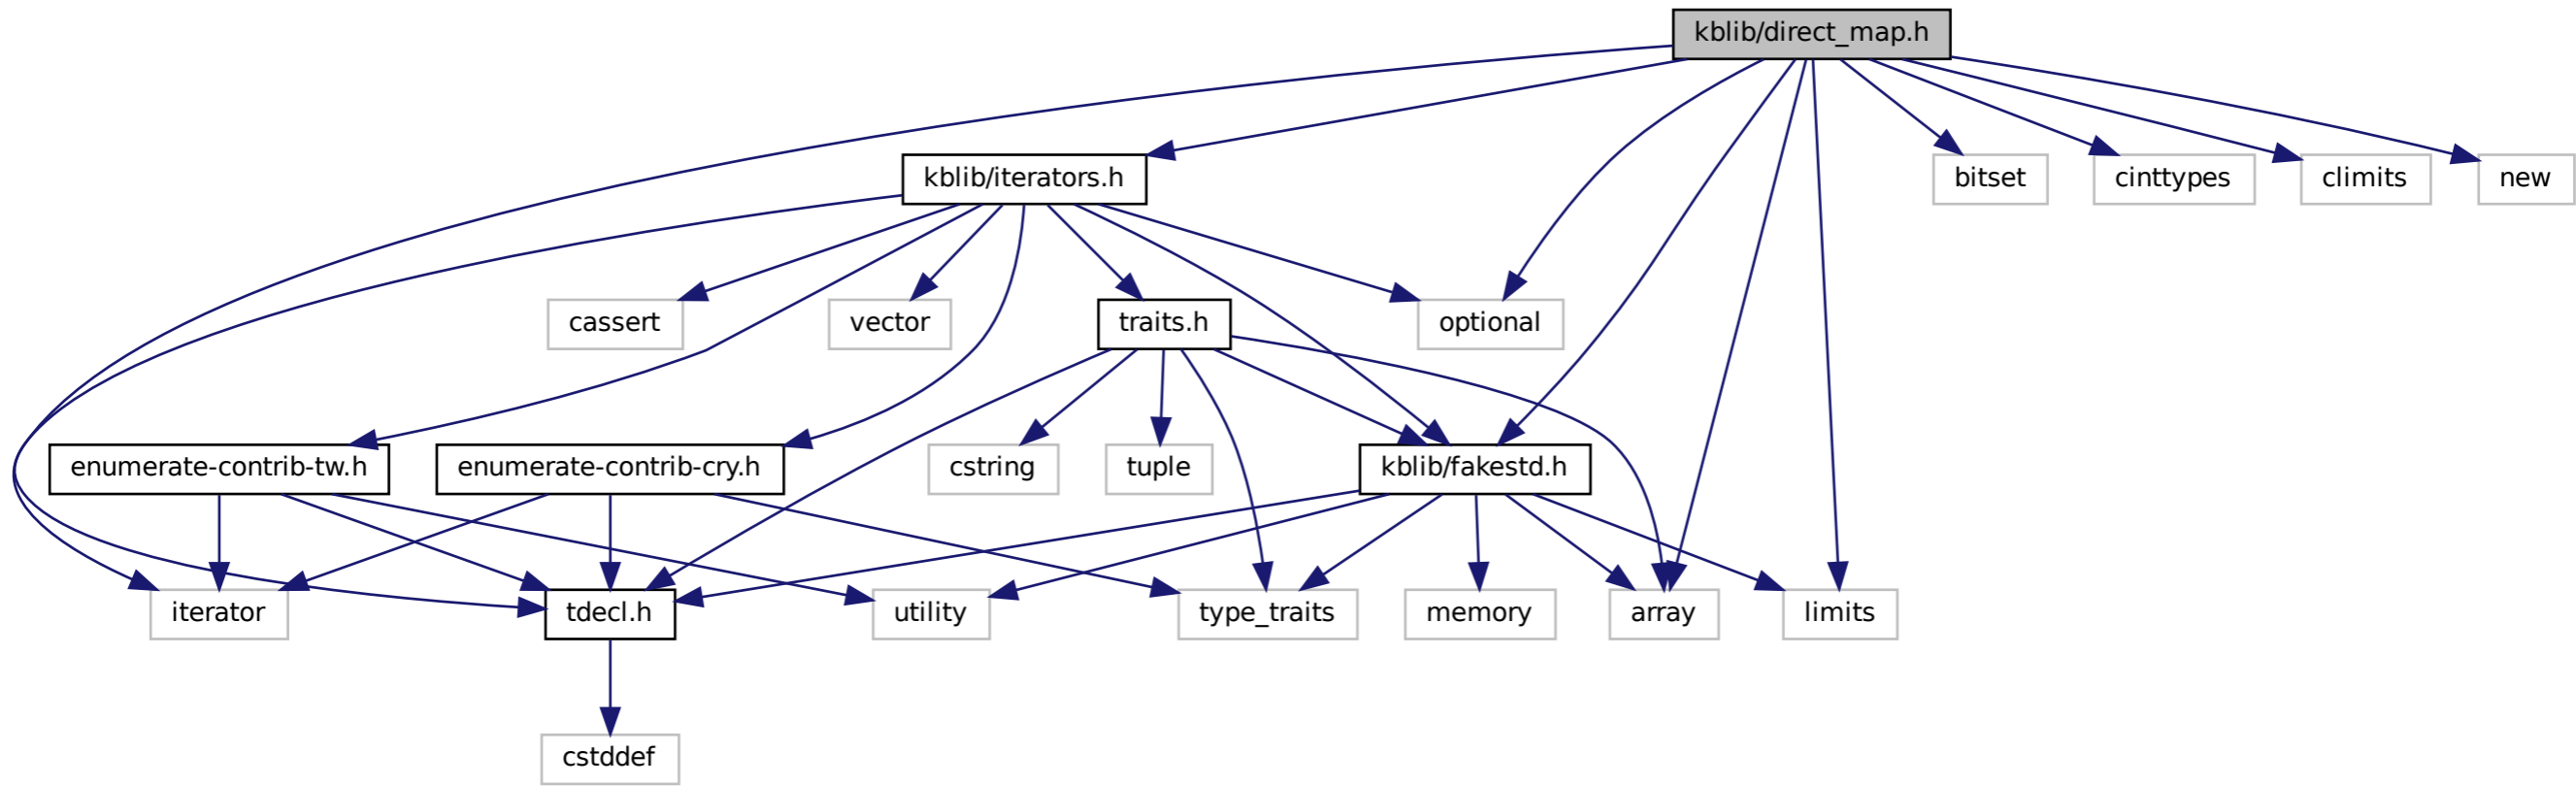 kblib/direct_map.h
kblib/iterators.h
bitset
cinttypes
climits
new
cassert
vector
traits.h
optional
enumerate-contrib-tw.h
enumerate-contrib-cry.h
cstring
tuple
kblib/fakestd.h
iterator
tdecl.h
utility
type_traits
memory
array
limits
cstddef